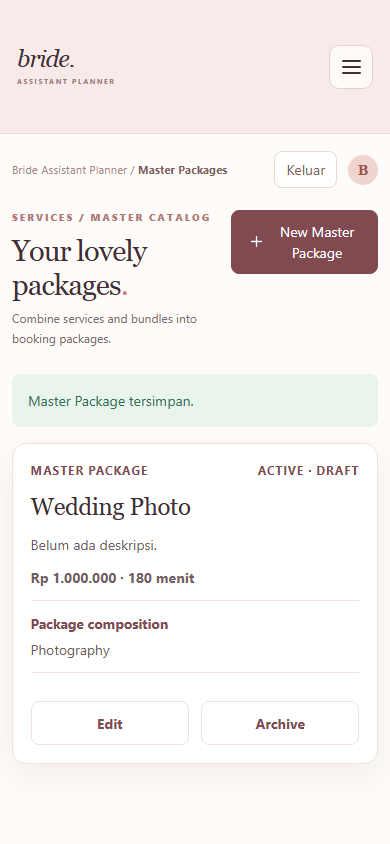 bride.
ASSISTANT PLANNER
Bride Assistant Planner / Master Packages
Keluar
B
SERVICES / MASTER CATALOG
Your lovely
packages.
Combine services and bundles into
booking packages.
+ New Master
Package
Master Package tersimpan.
MASTER PACKAGE
ACTIVE · DRAFT
Wedding Photo
Belum ada deskripsi.
Rp 1.000.000 · 180 menit
Package composition
Photography
Edit
Archive